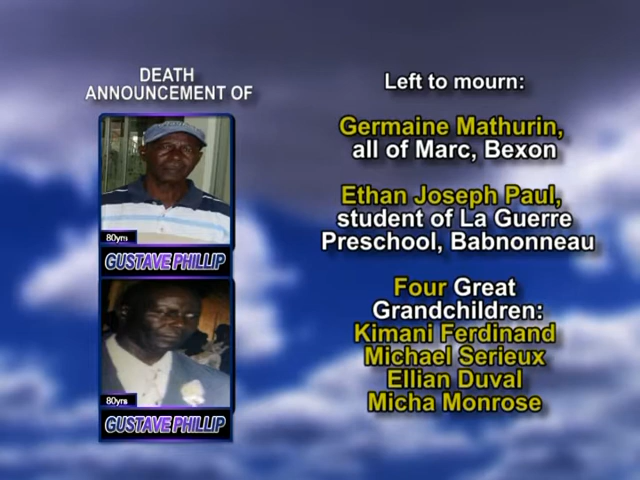 DEATH
ANNOUNCEMENT OF
80yrs
GUSTAVE PHILLIP
80yrs
GUSTAVE PHILLIP
Left to mourn:
Germaine Mathurin,
all of Marc, Bexon
Ethan Joseph Paul,
student of La Guerre
Preschool, Babnonneau
Four Great
Grandchildren:
Kimani Ferdinand
Michael Serieux
Ellian Duval
Micha Monrose